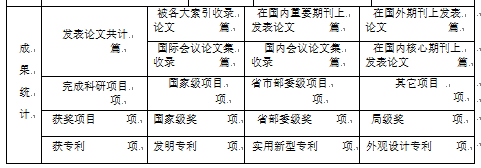 成果统计
发表论文共计 篇
被各大索引收录论文 篇
在国内重要期刊上发表论文 篇
在国外期刊上发表论文 篇
国际会议论文集收录 篇
国内会议论文集收录 篇
在国内核心期刊上发表论文 篇
完成科研项目 项
国家级项目 项
省市部委级项目 项
其它项目 项
获奖项目 项
国家级奖 项
省部委级奖 项
局级奖 项
获专利 项
发明专利 项
实用新型专利 项
外观设计专利 项